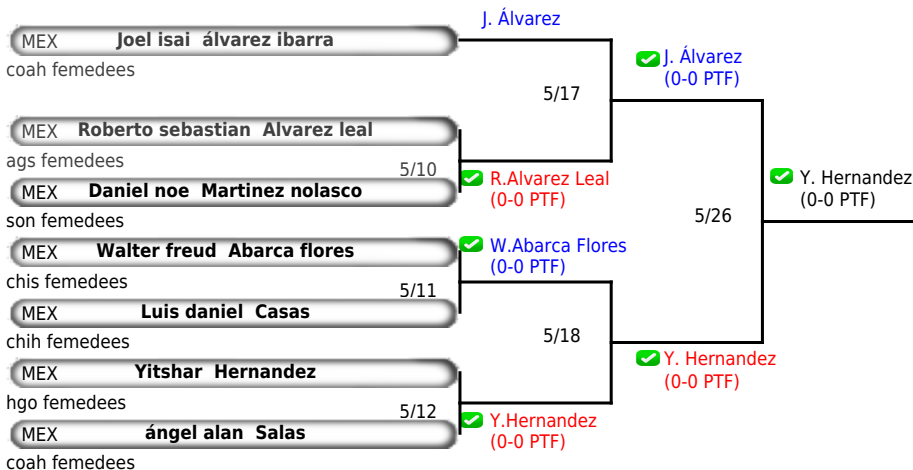 J. Álvarez
MEX Joel isai álvarez ibarra
coah femedees
J. Álvarez
(0-0 PTF)
5/17
MEX Roberto sebastian Alvarez leal
ags femedees
5/10
MEX Daniel noe Martinez nolasco
son femedees
R.Alvarez Leal
(0-0 PTF)
Y. Hernandez
(0-0 PTF)
5/26
MEX Walter freud Abarca flores
chis femedees
W.Abarca Flores
(0-0 PTF)
5/11
MEX Luis daniel Casas
chih femedees
5/18
Y. Hernandez
(0-0 PTF)
MEX Yitshar Hernandez
hgo femedees
5/12
MEX ángel alan Salas
coah femedees
Y.Hernandez
(0-0 PTF)